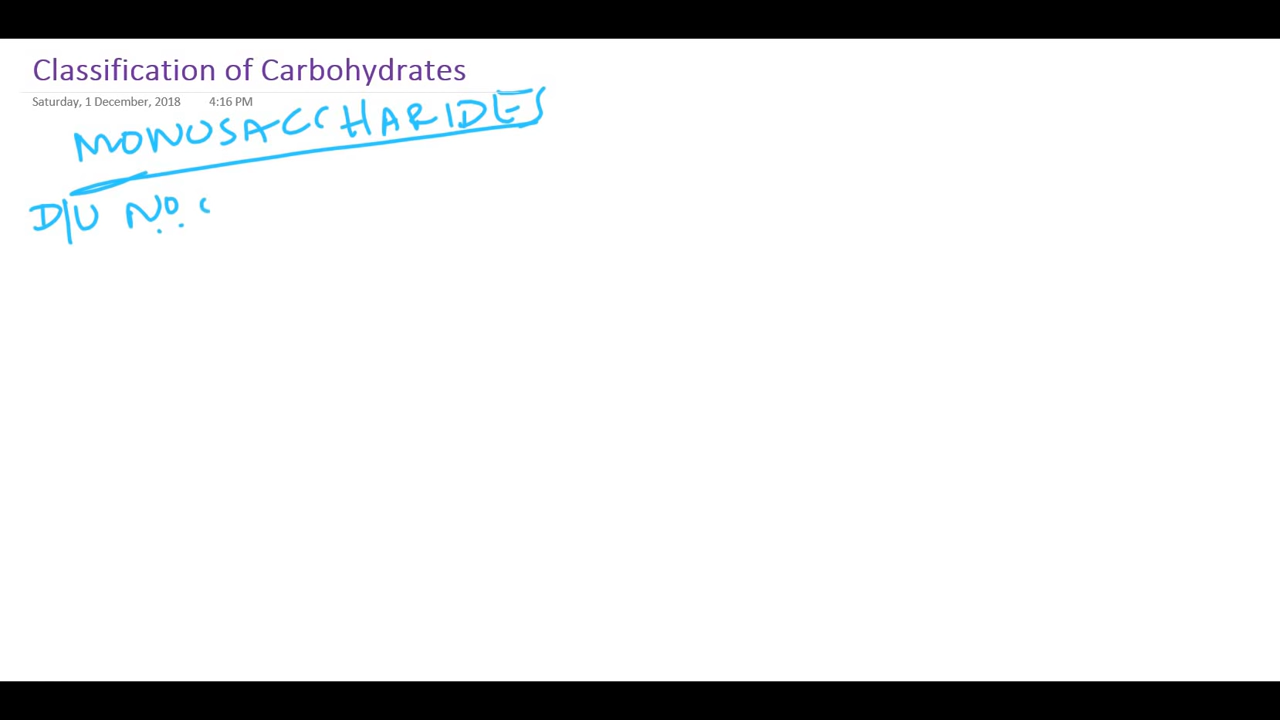 Classification of Carbohydrates
Saturday, 1 December, 2018 4:16 PM
MONOSACCHARIDES
D/U No.